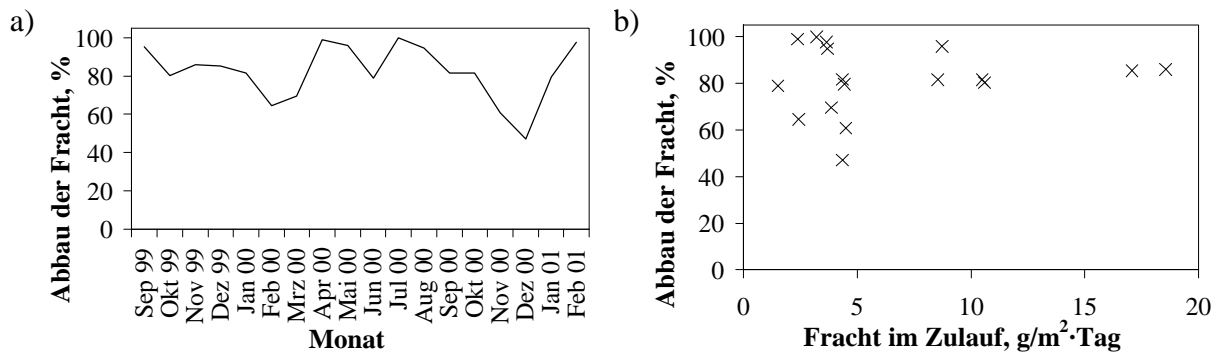 a)
Abbau der Fracht, %
100
80
60
40
20
0
Sep 99
Okt 99
Nov 99
Dez 99
Jan 00
Feb 00
Mrz 00
Apr 00
Mai 00
Jun 00
Jul 00
Aug 00
Sep 00
Okt 00
Nov 00
Dez 00
Jan 01
Feb 01
Monat
b)
Abbau der Fracht, %
100
80
60
40
20
0
0 5 10 15 20
Fracht im Zulauf, g/m²·Tag